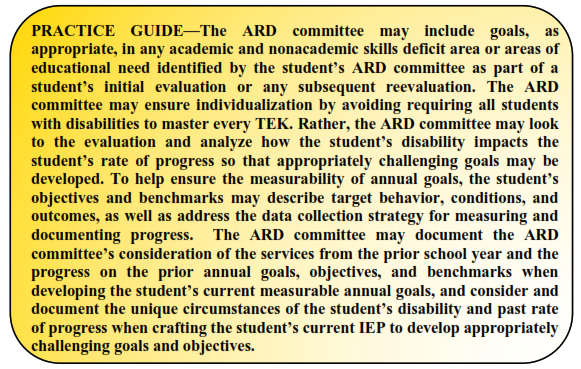 PRACTICE GUIDE—The ARD committee may include goals, as
appropriate, in any academic and nonacademic skills deficit area or areas of
educational need identified by the student's ARD committee as part of a
student's initial evaluation or any subsequent reevaluation. The ARD
committee may ensure individualization by avoiding requiring all students
with disabilities to master every TEK. Rather, the ARD committee may look
to the evaluation and analyze how the student's disability impacts the
student's rate of progress so that appropriately challenging goals may be
developed. To help ensure the measurability of annual goals, the student's
objectives and benchmarks may describe target behavior, conditions, and
outcomes, as well as address the data collection strategy for measuring and
documenting progress. The ARD committee may document the ARD
committee's consideration of the services from the prior school year and the
progress on the prior annual goals, objectives, and benchmarks when
developing the student's current measurable annual goals, and consider and
document the unique circumstances of the student's disability and past rate
of progress when crafting the student's current IEP to develop appropriately
challenging goals and objectives.